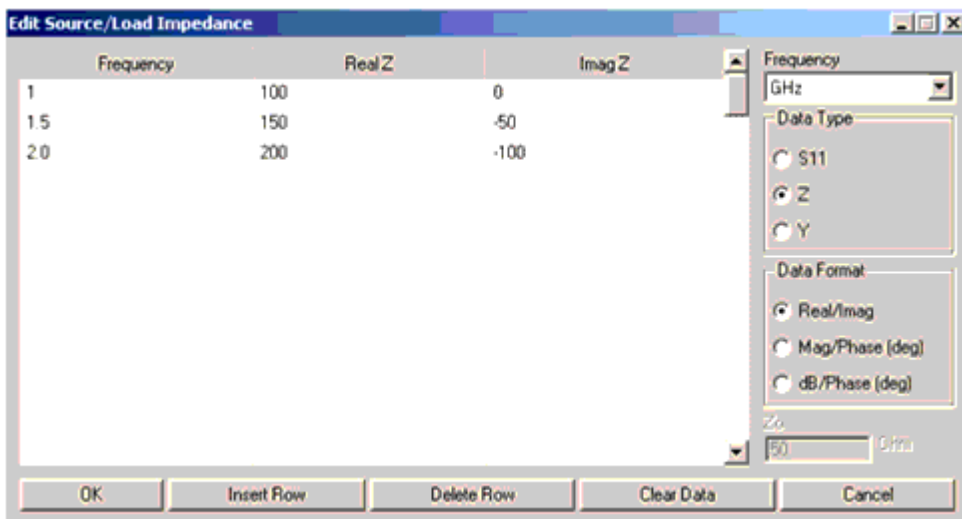 Edit Source/Load Impedance
Frequency Real Z Imag Z
1 100 0
1.5 150 -50
2.0 200 -100
Frequency
GHz
Data Type
S11
Z
Y
Data Format
Real/Imag
Mag/Phase (deg)
dB/Phase (deg)
Zo
50 Ohm
OK Insert Row Delete Row Clear Data Cancel